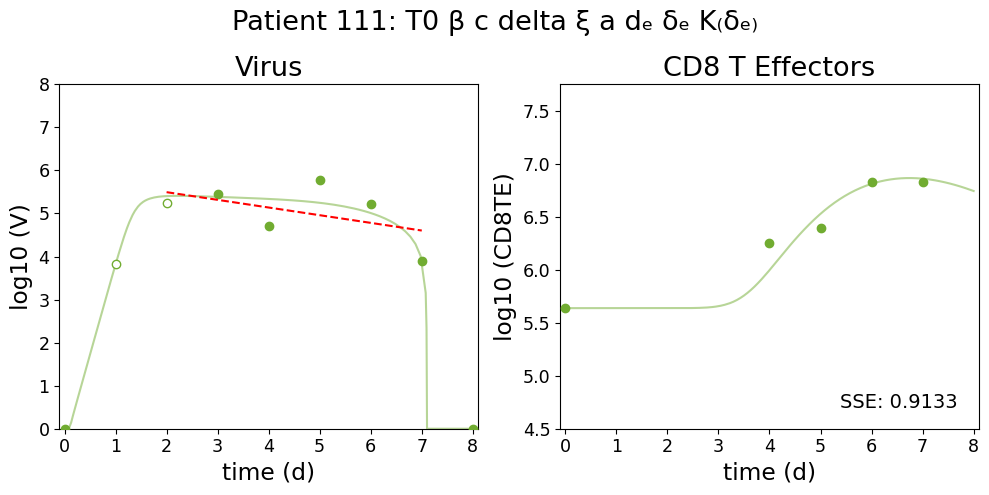 Patient 111: T0 β c delta ξ a dₑ δₑ K₍δₑ₎
Virus
CD8 T Effectors
log10 (V)
8
7
6
5
4
3
2
1
0
0 1 2 3 4 5 6 7 8
time (d)
log10 (CD8TE)
7.5
7.0
6.5
6.0
5.5
5.0
4.5
SSE: 0.9133
0 1 2 3 4 5 6 7 8
time (d)